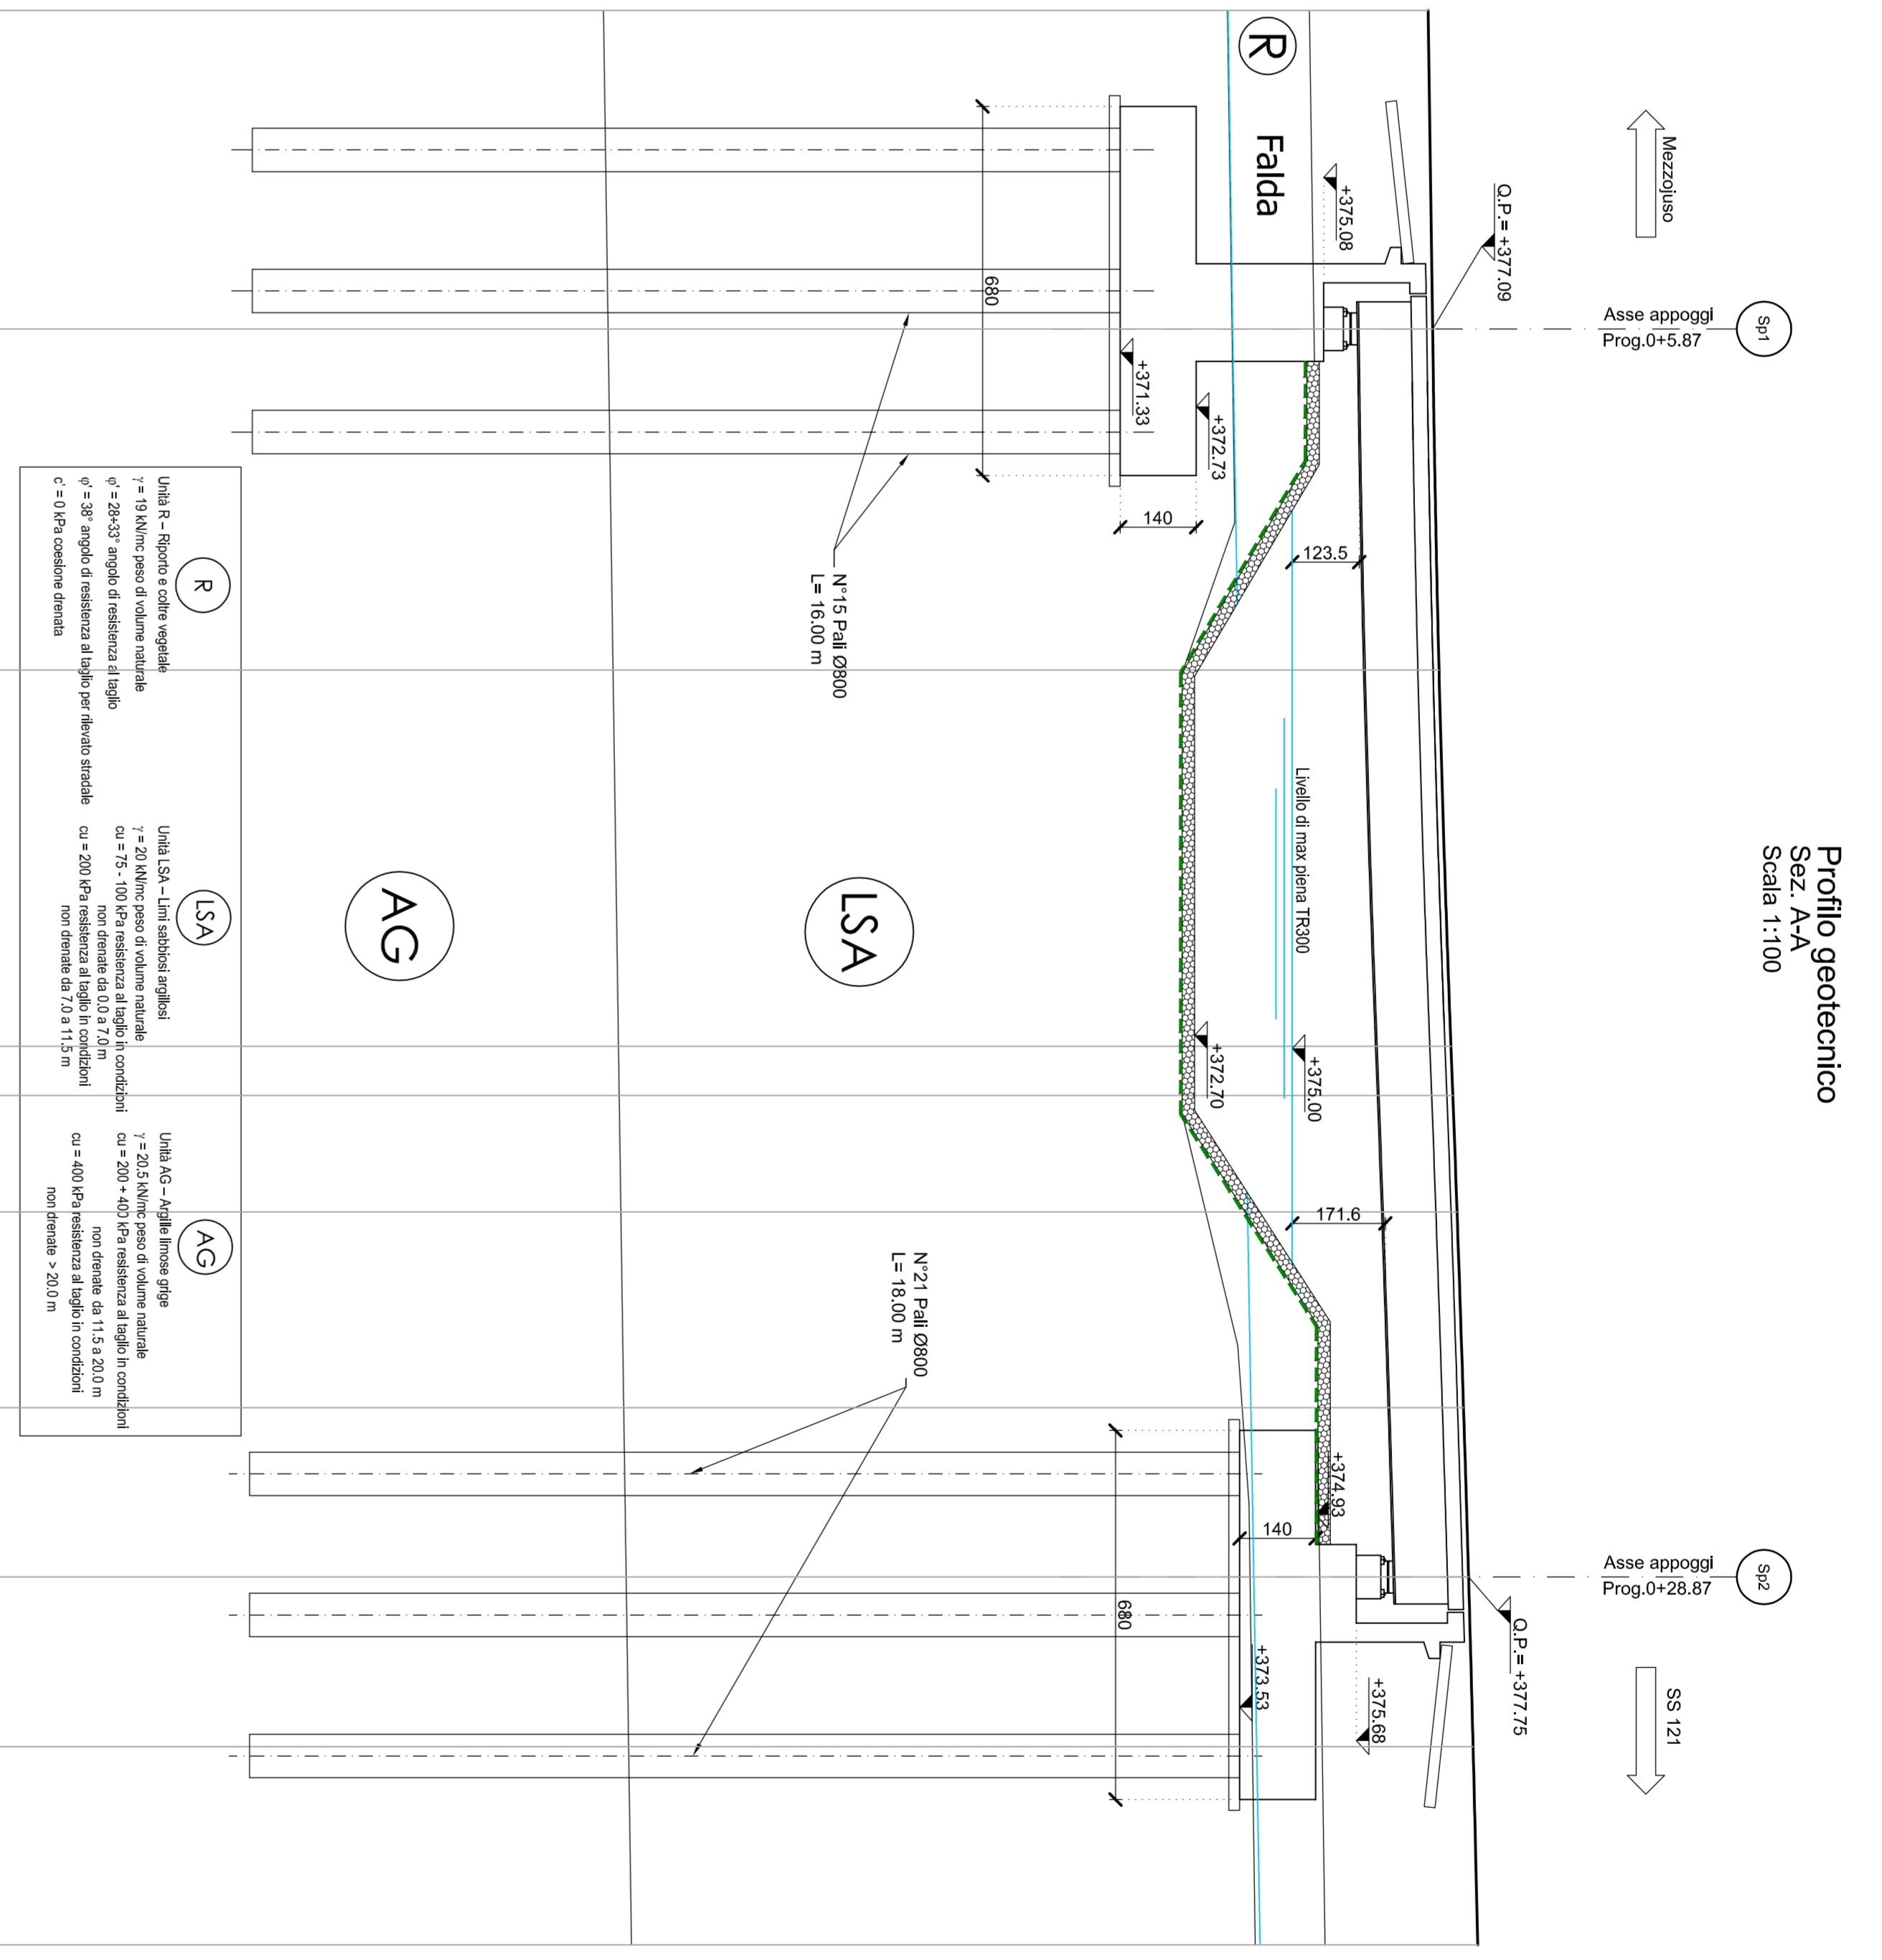 Profilo geotecnico
Sez. A-A
Scala 1:100
Sp1
Asse appoggi
Prog.0+5.87
Sp2
Asse appoggi
Prog.0+28.87
Mezzojuso
SS 121
Q.P.= +377.09
Q.P.= +377.75
R
Falda
+375.08
+375.68
123.5
171.6
Livello di max piena TR300
+375.00
+374.93
+372.73
+372.70
+371.33
+373.53
140
140
680
680
N°15 Pali Ø800
L= 16.00 m
N°21 Pali Ø800
L= 18.00 m
LSA
AG
R
Unità R – Riporto e coltre vegetale
γ = 19 kN/mc peso di volume naturale
φ' = 28÷33° angolo di resistenza al taglio
φ' = 38° angolo di resistenza al taglio per rilevato stradale
c' = 0 kPa coesione drenata
LSA
Unità LSA – Limi sabbiosi argillosi
γ = 20 kN/mc peso di volume naturale
cu = 75 - 100 kPa resistenza al taglio in condizioni
non drenate da 0.0 a 7.0 m
cu = 200 kPa resistenza al taglio in condizioni
non drenate da 7.0 a 11.5 m
AG
Unità AG – Argille limose grige
γ = 20.5 kN/mc peso di volume naturale
cu = 200 ÷ 400 kPa resistenza al taglio in condizioni
non drenate da 11.5 a 20.0 m
cu = 400 kPa resistenza al taglio in condizioni
non drenate > 20.0 m